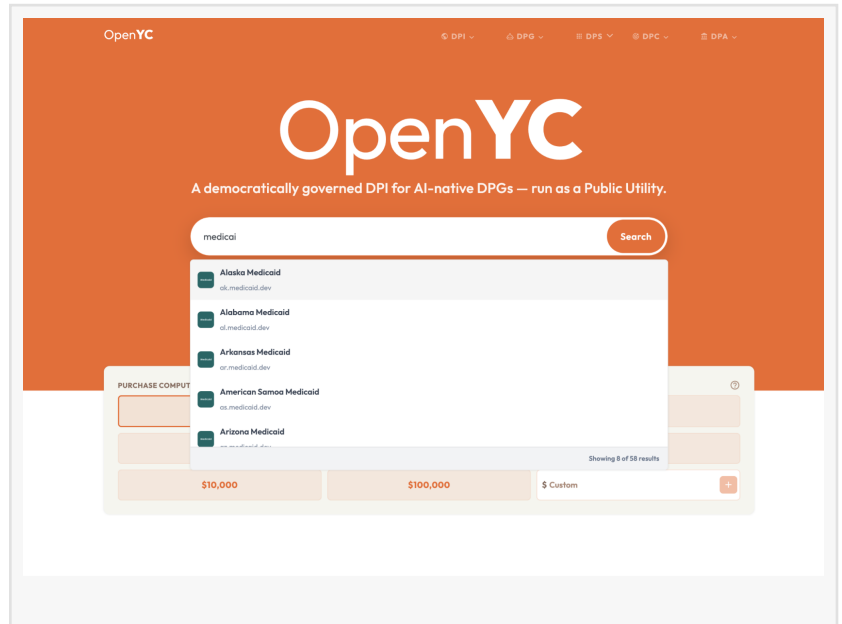 OpenYC
DPI
DPG
DPS
DPC
DPA
OpenYC
A democratically governed DPI for AI-native DPGs — run as a Public Utility.
medicai
Search
Alaska Medicaid
ak.medicaid.dev
Alabama Medicaid
al.medicaid.dev
Arkansas Medicaid
ar.medicaid.dev
American Samoa Medicaid
as.medicaid.dev
Arizona Medicaid
Showing 8 of 58 results
PURCHASE COMPUT
$10,000
$100,000
$ Custom